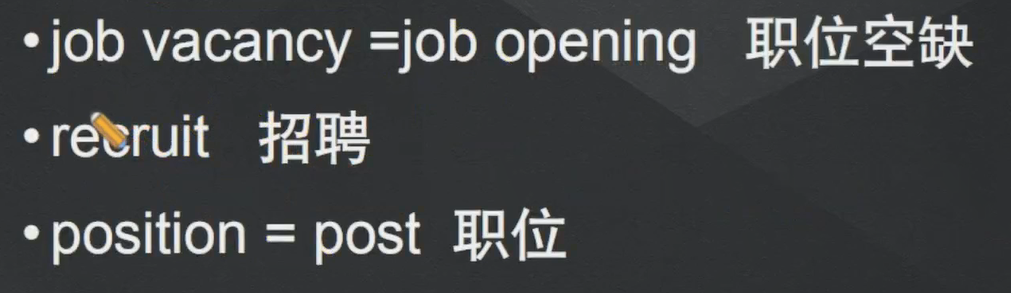 •job vacancy =job opening 职位空缺
•recruit 招聘
•position = post 职位